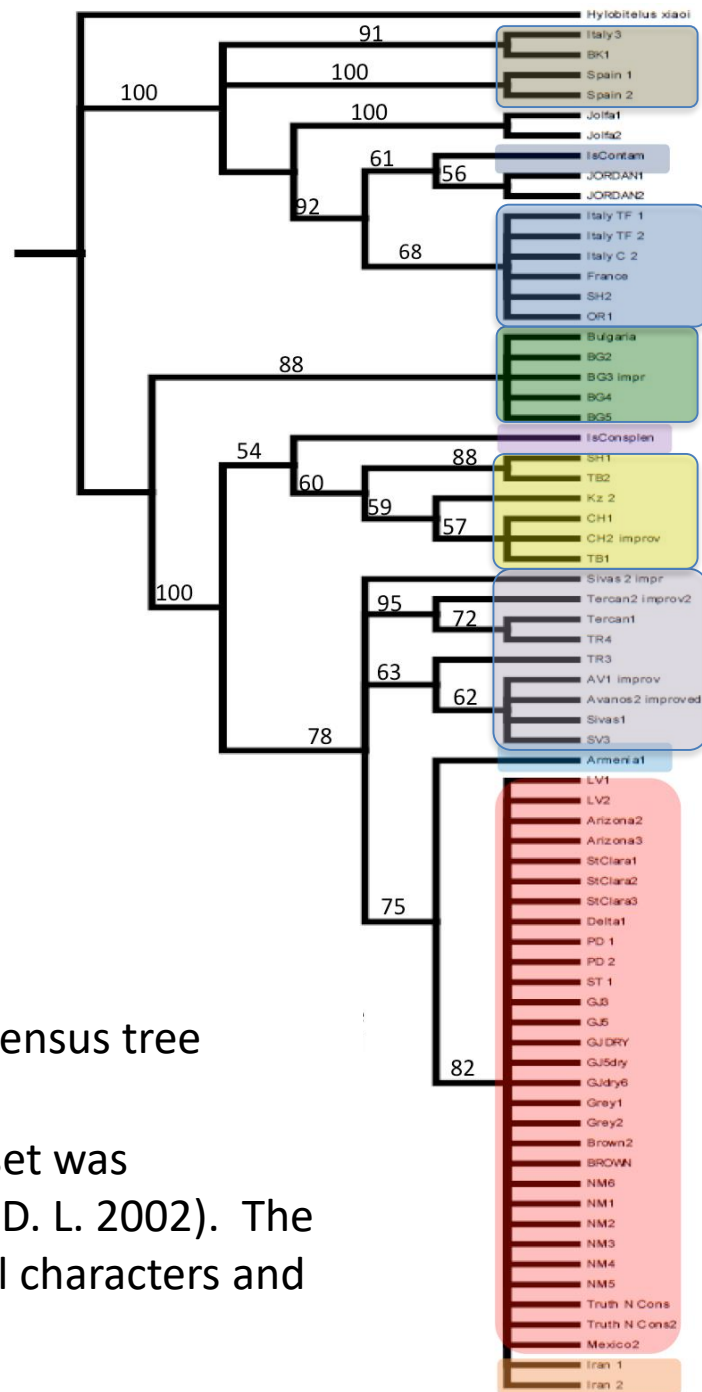 Hylobitelus xiaoi
91
Italy3
BK1
100
Spain 1
100
Spain 2
100
Jolfa1
Jolfa2
61
IsContam
56
JORDAN1
92
JORDAN2
Italy TF 1
Italy TF 2
68
Italy C 2
France
SH2
OR1
Bulgaria
88
BG2
BG3 impr
BG4
BG5
54
IsConsplen
88
SH1
60
TB2
Kz 2
59
CH1
57
CH2 improv
TB1
100
Sivas 2 impr
95
Tercan2 improv2
72
Tercan1
TR4
63
TR3
AV1 improv
62
Avanos2 improved
Sivas1
78
SV3
Armenia1
LV1
LV2
Arizona2
Arizona3
StClara1
StClara2
StClara3
75
Delta1
PD 1
PD 2
ST 1
GJ3
GJ5
ensus tree
GJDRY
GJ5dry
82
GJdry6
Grey1
Grey2
Brown2
set was
BROWN
NM6
D. L. 2002). The
NM1
NM2
NM3
l characters and
NM4
NM5
Truth N Cons
Truth N Cons2
Mexico2
Iran 1
Iran 2